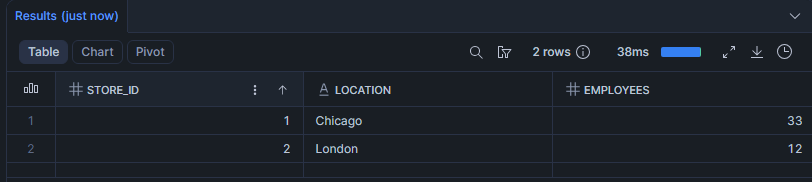 Results (just now)
Table Chart Pivot 2 rows 38ms
# STORE_ID A LOCATION # EMPLOYEES
1 1 Chicago 33
2 2 London 12